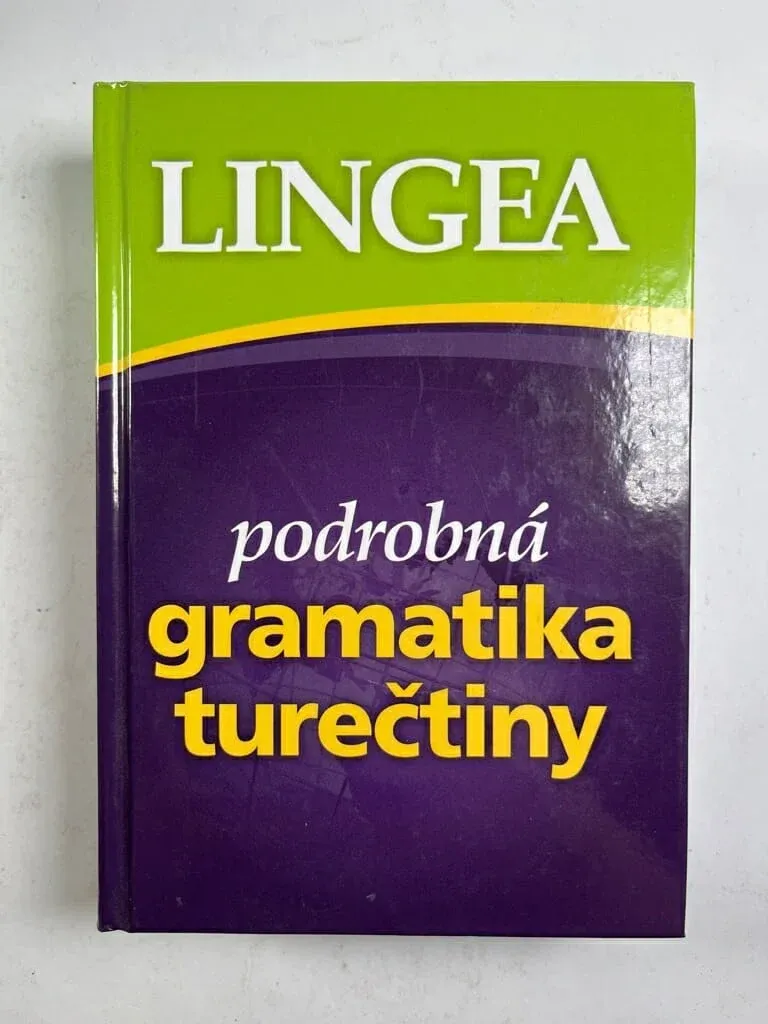 LINGEA
podrobná
gramatika
turečtiny